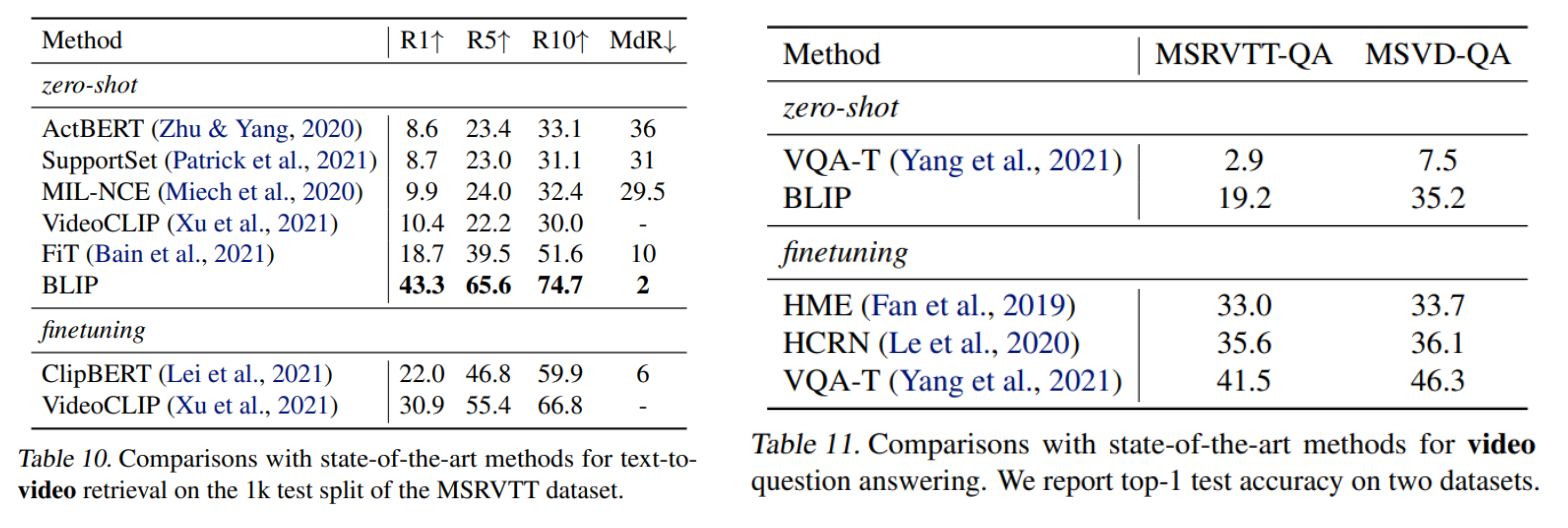 Method R1↑ R5↑ R10↑ MdR↓
zero-shot
ActBERT (Zhu & Yang, 2020) 8.6 23.4 33.1 36
SupportSet (Patrick et al., 2021) 8.7 23.0 31.1 31
MIL-NCE (Miech et al., 2020) 9.9 24.0 32.4 29.5
VideoCLIP (Xu et al., 2021) 10.4 22.2 30.0 -
FiT (Bain et al., 2021) 18.7 39.5 51.6 10
BLIP 43.3 65.6 74.7 2
finetuning
ClipBERT (Lei et al., 2021) 22.0 46.8 59.9 6
VideoCLIP (Xu et al., 2021) 30.9 55.4 66.8 -
Table 10. Comparisons with state-of-the-art methods for text-to-
video retrieval on the 1k test split of the MSRVTT dataset.
Method MSRVTT-QA MSVD-QA
zero-shot
VQA-T (Yang et al., 2021) 2.9 7.5
BLIP 19.2 35.2
finetuning
HME (Fan et al., 2019) 33.0 33.7
HCRN (Le et al., 2020) 35.6 36.1
VQA-T (Yang et al., 2021) 41.5 46.3
Table 11. Comparisons with state-of-the-art methods for video
question answering. We report top-1 test accuracy on two datasets.